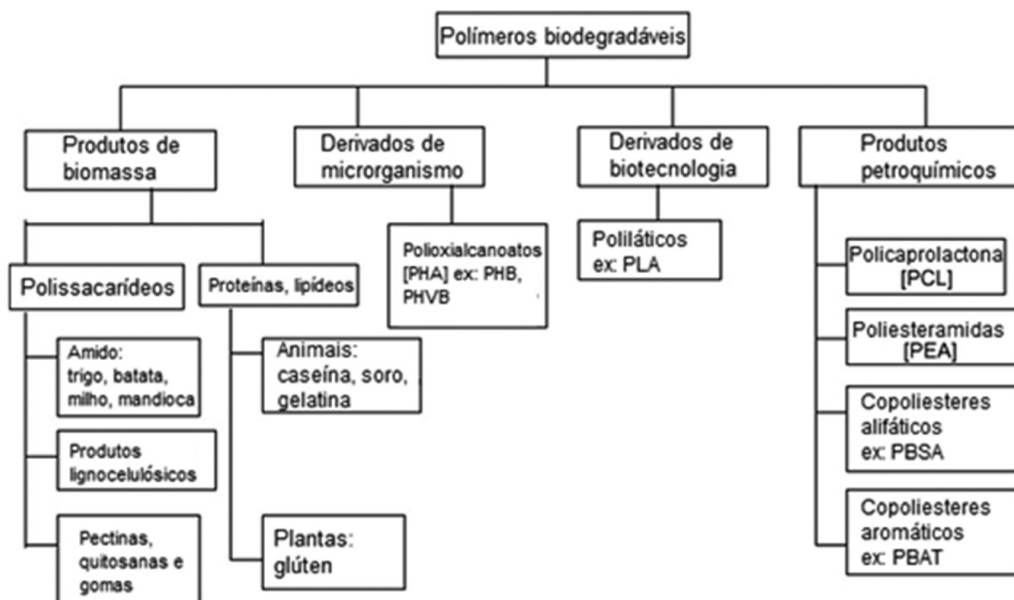 Polímeros biodegradáveis
Produtos de
biomassa
Derivados de
microrganismo
Derivados de
biotecnologia
Produtos
petroquímicos
Polissacarídeos
Proteínas, lipídeos
Polioxialcanoatos
[PHA] ex: PHB,
PHVB
Poliláticos
ex: PLA
Policaprolactona
[PCL]
Poliesteramidas
[PEA]
Copoliesteres
alifáticos
ex: PBSA
Copoliesteres
aromáticos
ex: PBAT
Amido:
trigo, batata,
milho, mandioca
Produtos
lignocelulósicos
Pectinas,
quitosanas e
gomas
Animais:
caseína, soro,
gelatina
Plantas:
glúten